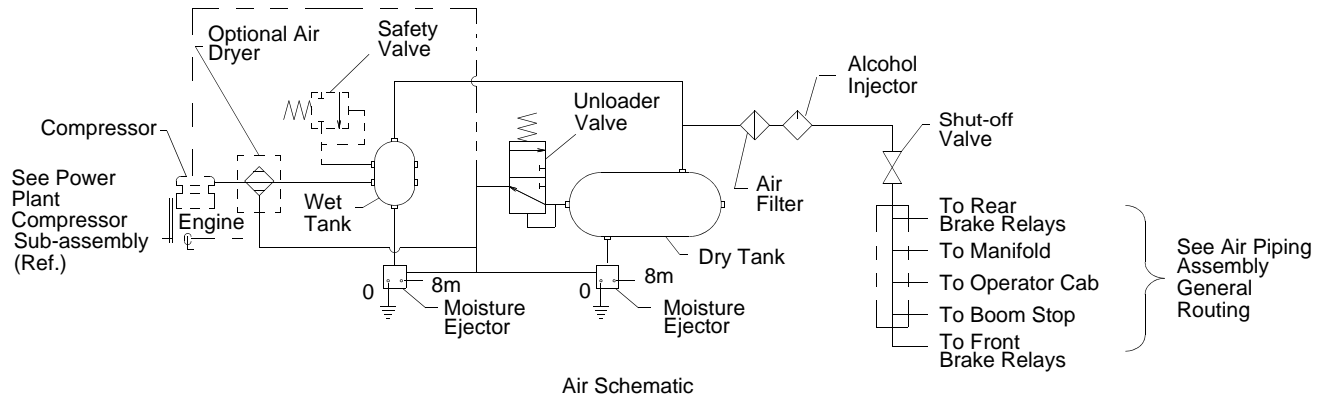 Optional Air
Dryer
Safety
Valve
Compressor
See Power
Plant
Compressor
Sub-assembly
(Ref.)
Engine
Wet
Tank
Unloader
Valve
Alcohol
Injector
Shut-off
Valve
Air
Filter
Dry Tank
0
8m
Moisture
Ejector
0
8m
Moisture
Ejector
To Rear
Brake Relays
To Manifold
To Operator Cab
To Boom Stop
To Front
Brake Relays
See Air Piping
Assembly
General
Routing
Air Schematic